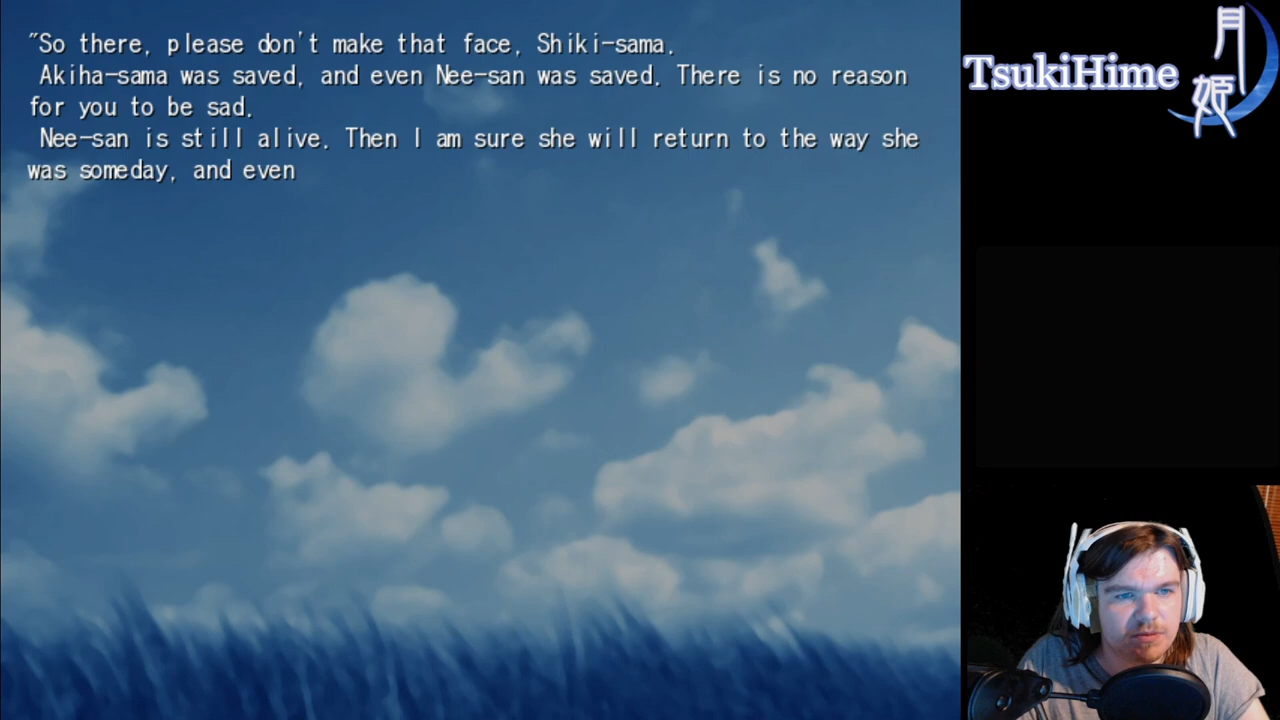 "So there, please don't make that face, Shiki-sama.
Akiha-sama was saved, and even Nee-san was saved. There is no reason
for you to be sad.
Nee-san is still alive. Then I am sure she will return to the way she
was someday, and even
TsukiHime
月姫